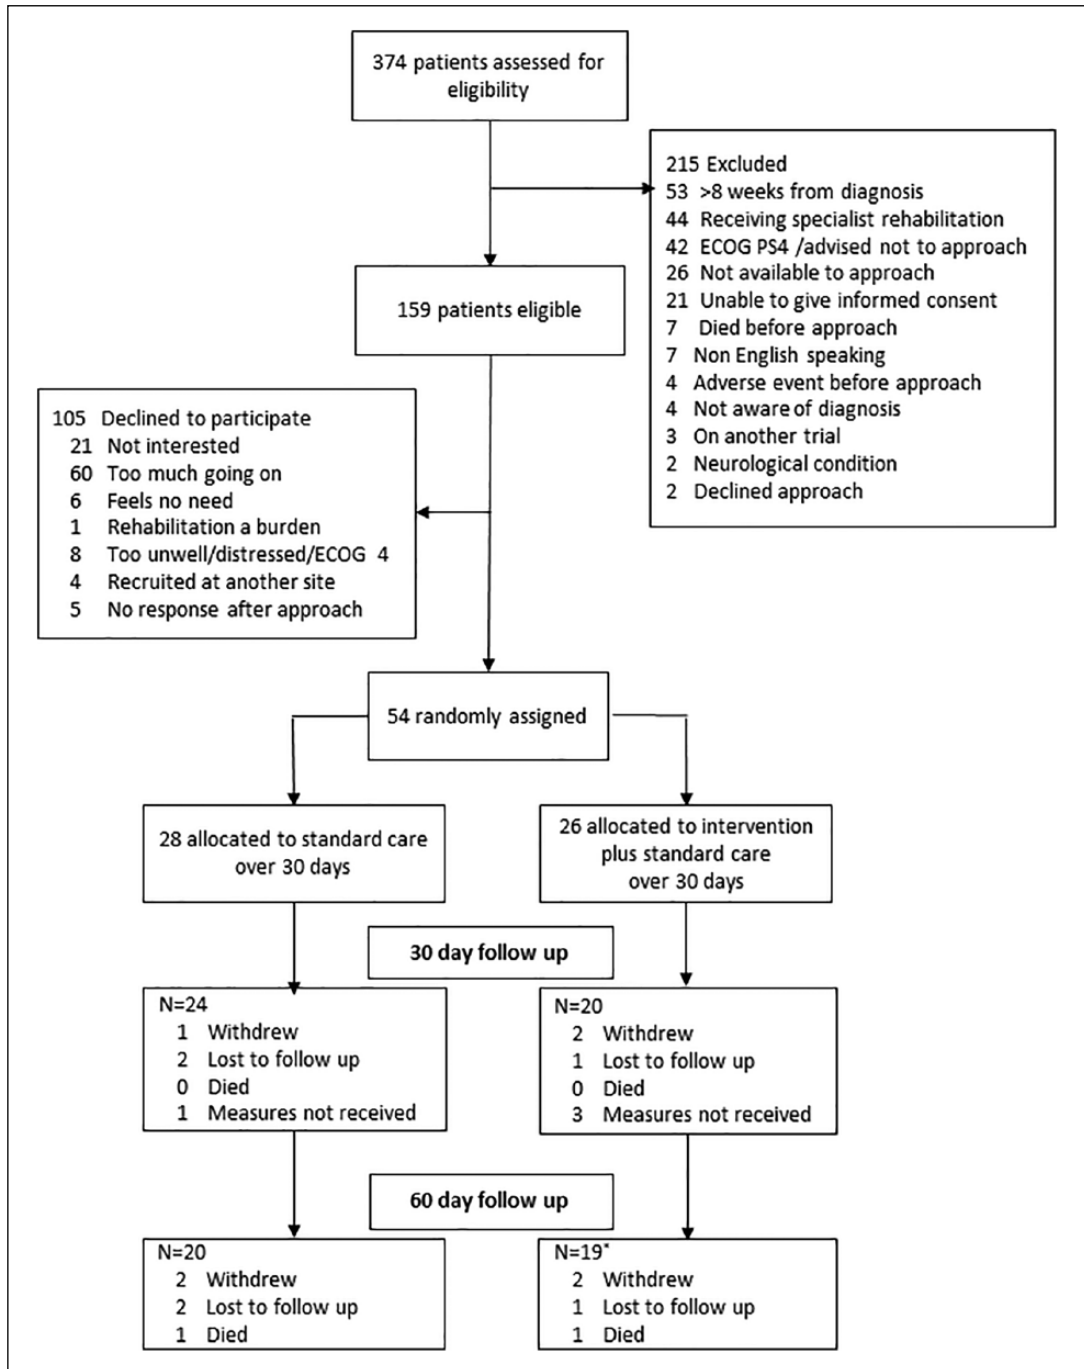 374 patients assessed for
eligibility
215 Excluded
53 >8 weeks from diagnosis
44 Receiving specialist rehabilitation
42 ECOG PS4 /advised not to approach
26 Not available to approach
21 Unable to give informed consent
7 Died before approach
7 Non English speaking
4 Adverse event before approach
4 Not aware of diagnosis
3 On another trial
2 Neurological condition
2 Declined approach
159 patients eligible
105 Declined to participate
21 Not interested
60 Too much going on
6 Feels no need
1 Rehabilitation a burden
8 Too unwell/distressed/ECOG 4
4 Recruited at another site
5 No response after approach
54 randomly assigned
28 allocated to standard care
over 30 days
26 allocated to intervention
plus standard care
over 30 days
30 day follow up
N=24
1 Withdrew
2 Lost to follow up
0 Died
1 Measures not received
N=20
2 Withdrew
1 Lost to follow up
0 Died
3 Measures not received
60 day follow up
N=20
2 Withdrew
2 Lost to follow up
1 Died
N=19*
2 Withdrew
1 Lost to follow up
1 Died